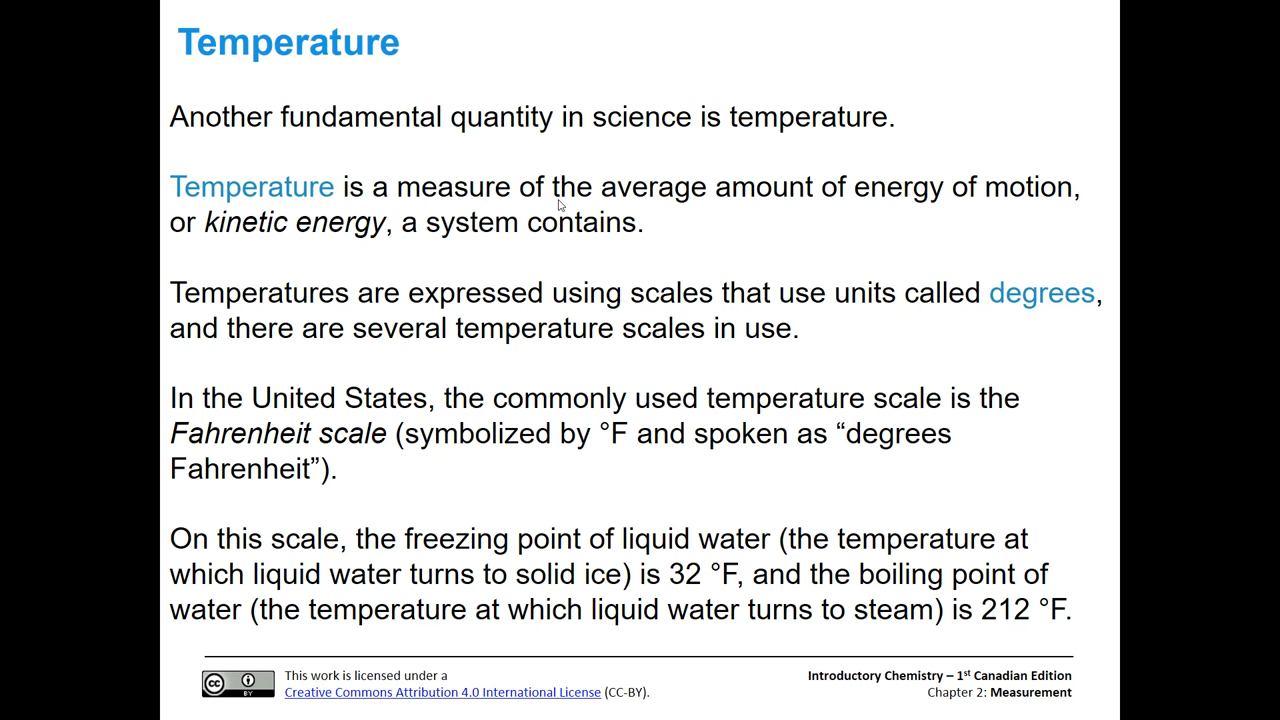 Temperature
Another fundamental quantity in science is temperature.
Temperature is a measure of the average amount of energy of motion,
or kinetic energy, a system contains.
Temperatures are expressed using scales that use units called degrees,
and there are several temperature scales in use.
In the United States, the commonly used temperature scale is the
Fahrenheit scale (symbolized by °F and spoken as “degrees
Fahrenheit”).
On this scale, the freezing point of liquid water (the temperature at
which liquid water turns to solid ice) is 32 °F, and the boiling point of
water (the temperature at which liquid water turns to steam) is 212 °F.
cc BY
This work is licensed under a
Creative Commons Attribution 4.0 International License (CC-BY).
Introductory Chemistry – 1st Canadian Edition
Chapter 2: Measurement